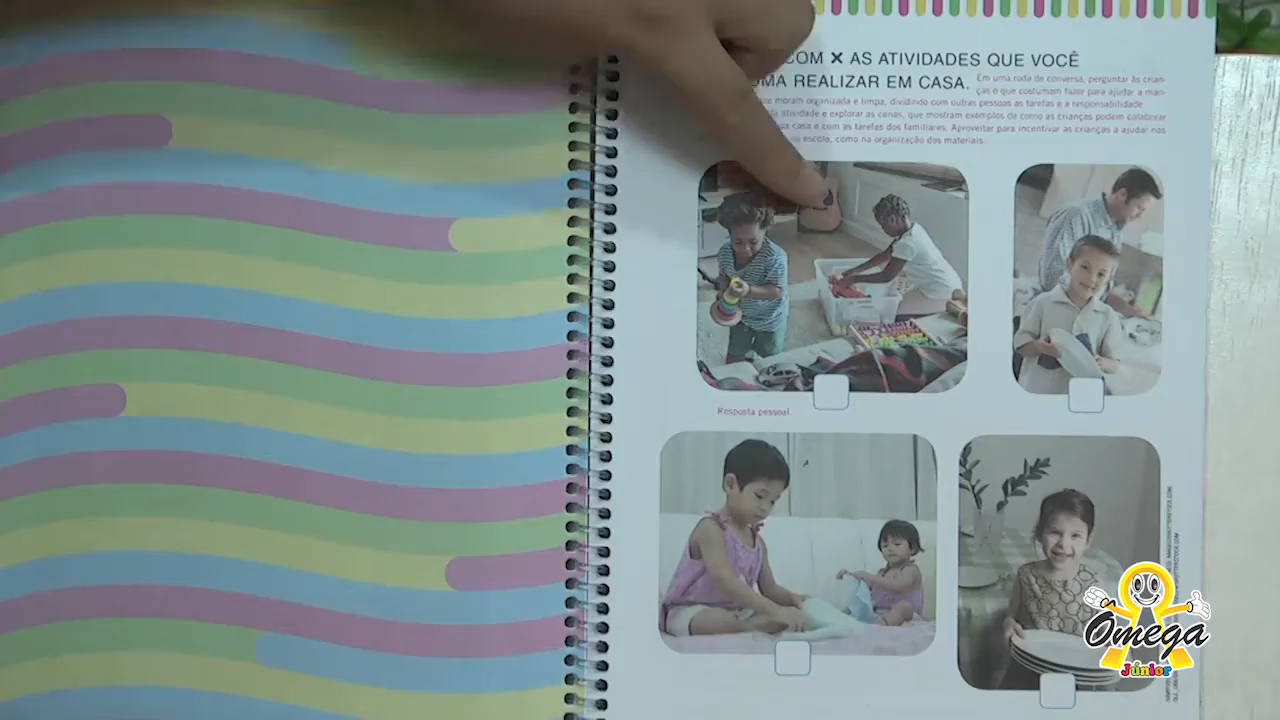 COM × AS ATIVIDADES QUE VOCÊ
UMA REALIZAR EM CASA. Em uma roda de conversa, perguntar às crian-
ças o que costumam fazer para ajudar a man-
moram organizada e limpa, dividindo com outras pessoas as tarefas e a responsabilidade
atividade e explorar as cenas, que mostram exemplos de como as crianças podem colaborar
casa e com as tarefas dos familiares. Aproveitar para incentivar as crianças a ajudar nas
escola, como na organização dos materiais.
Resposta pessoal
Omega
Júnior